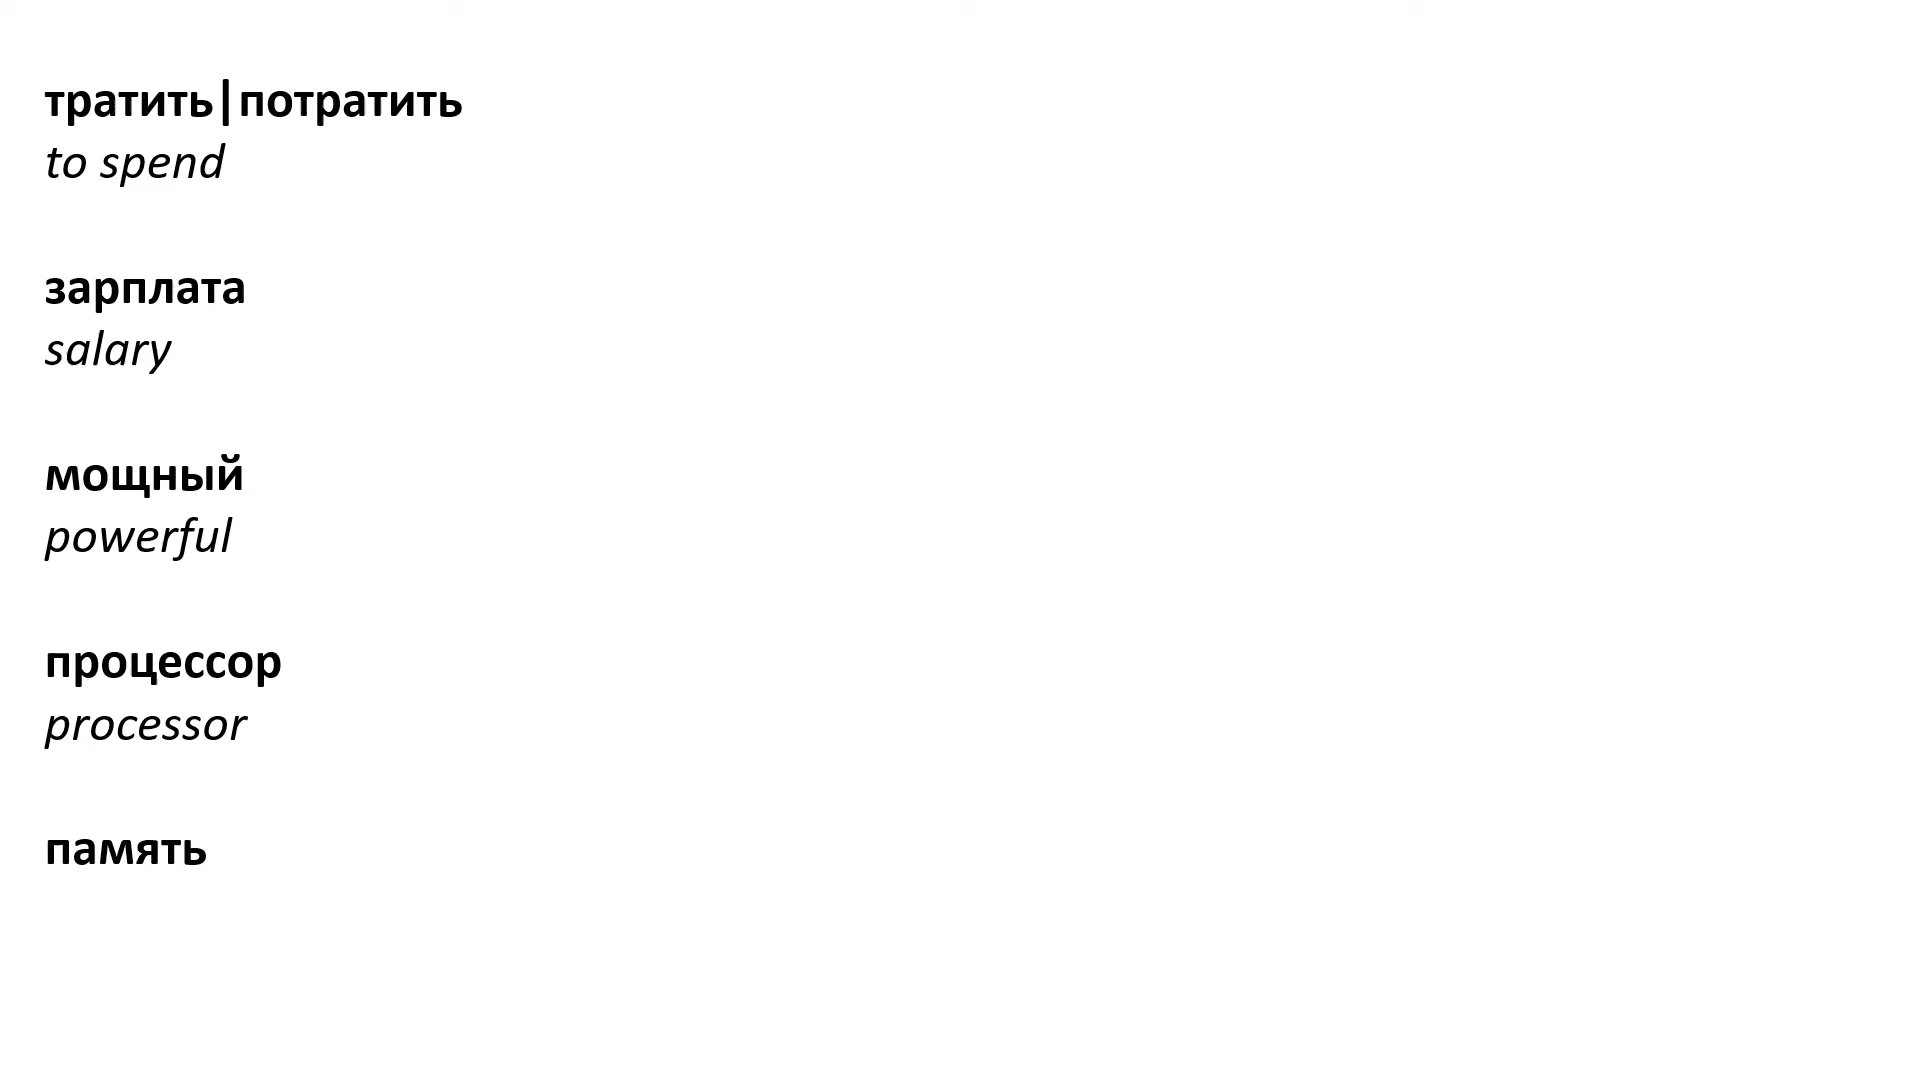 тратить|потратить
to spend
зарплата
salary
мощный
powerful
процессор
processor
память